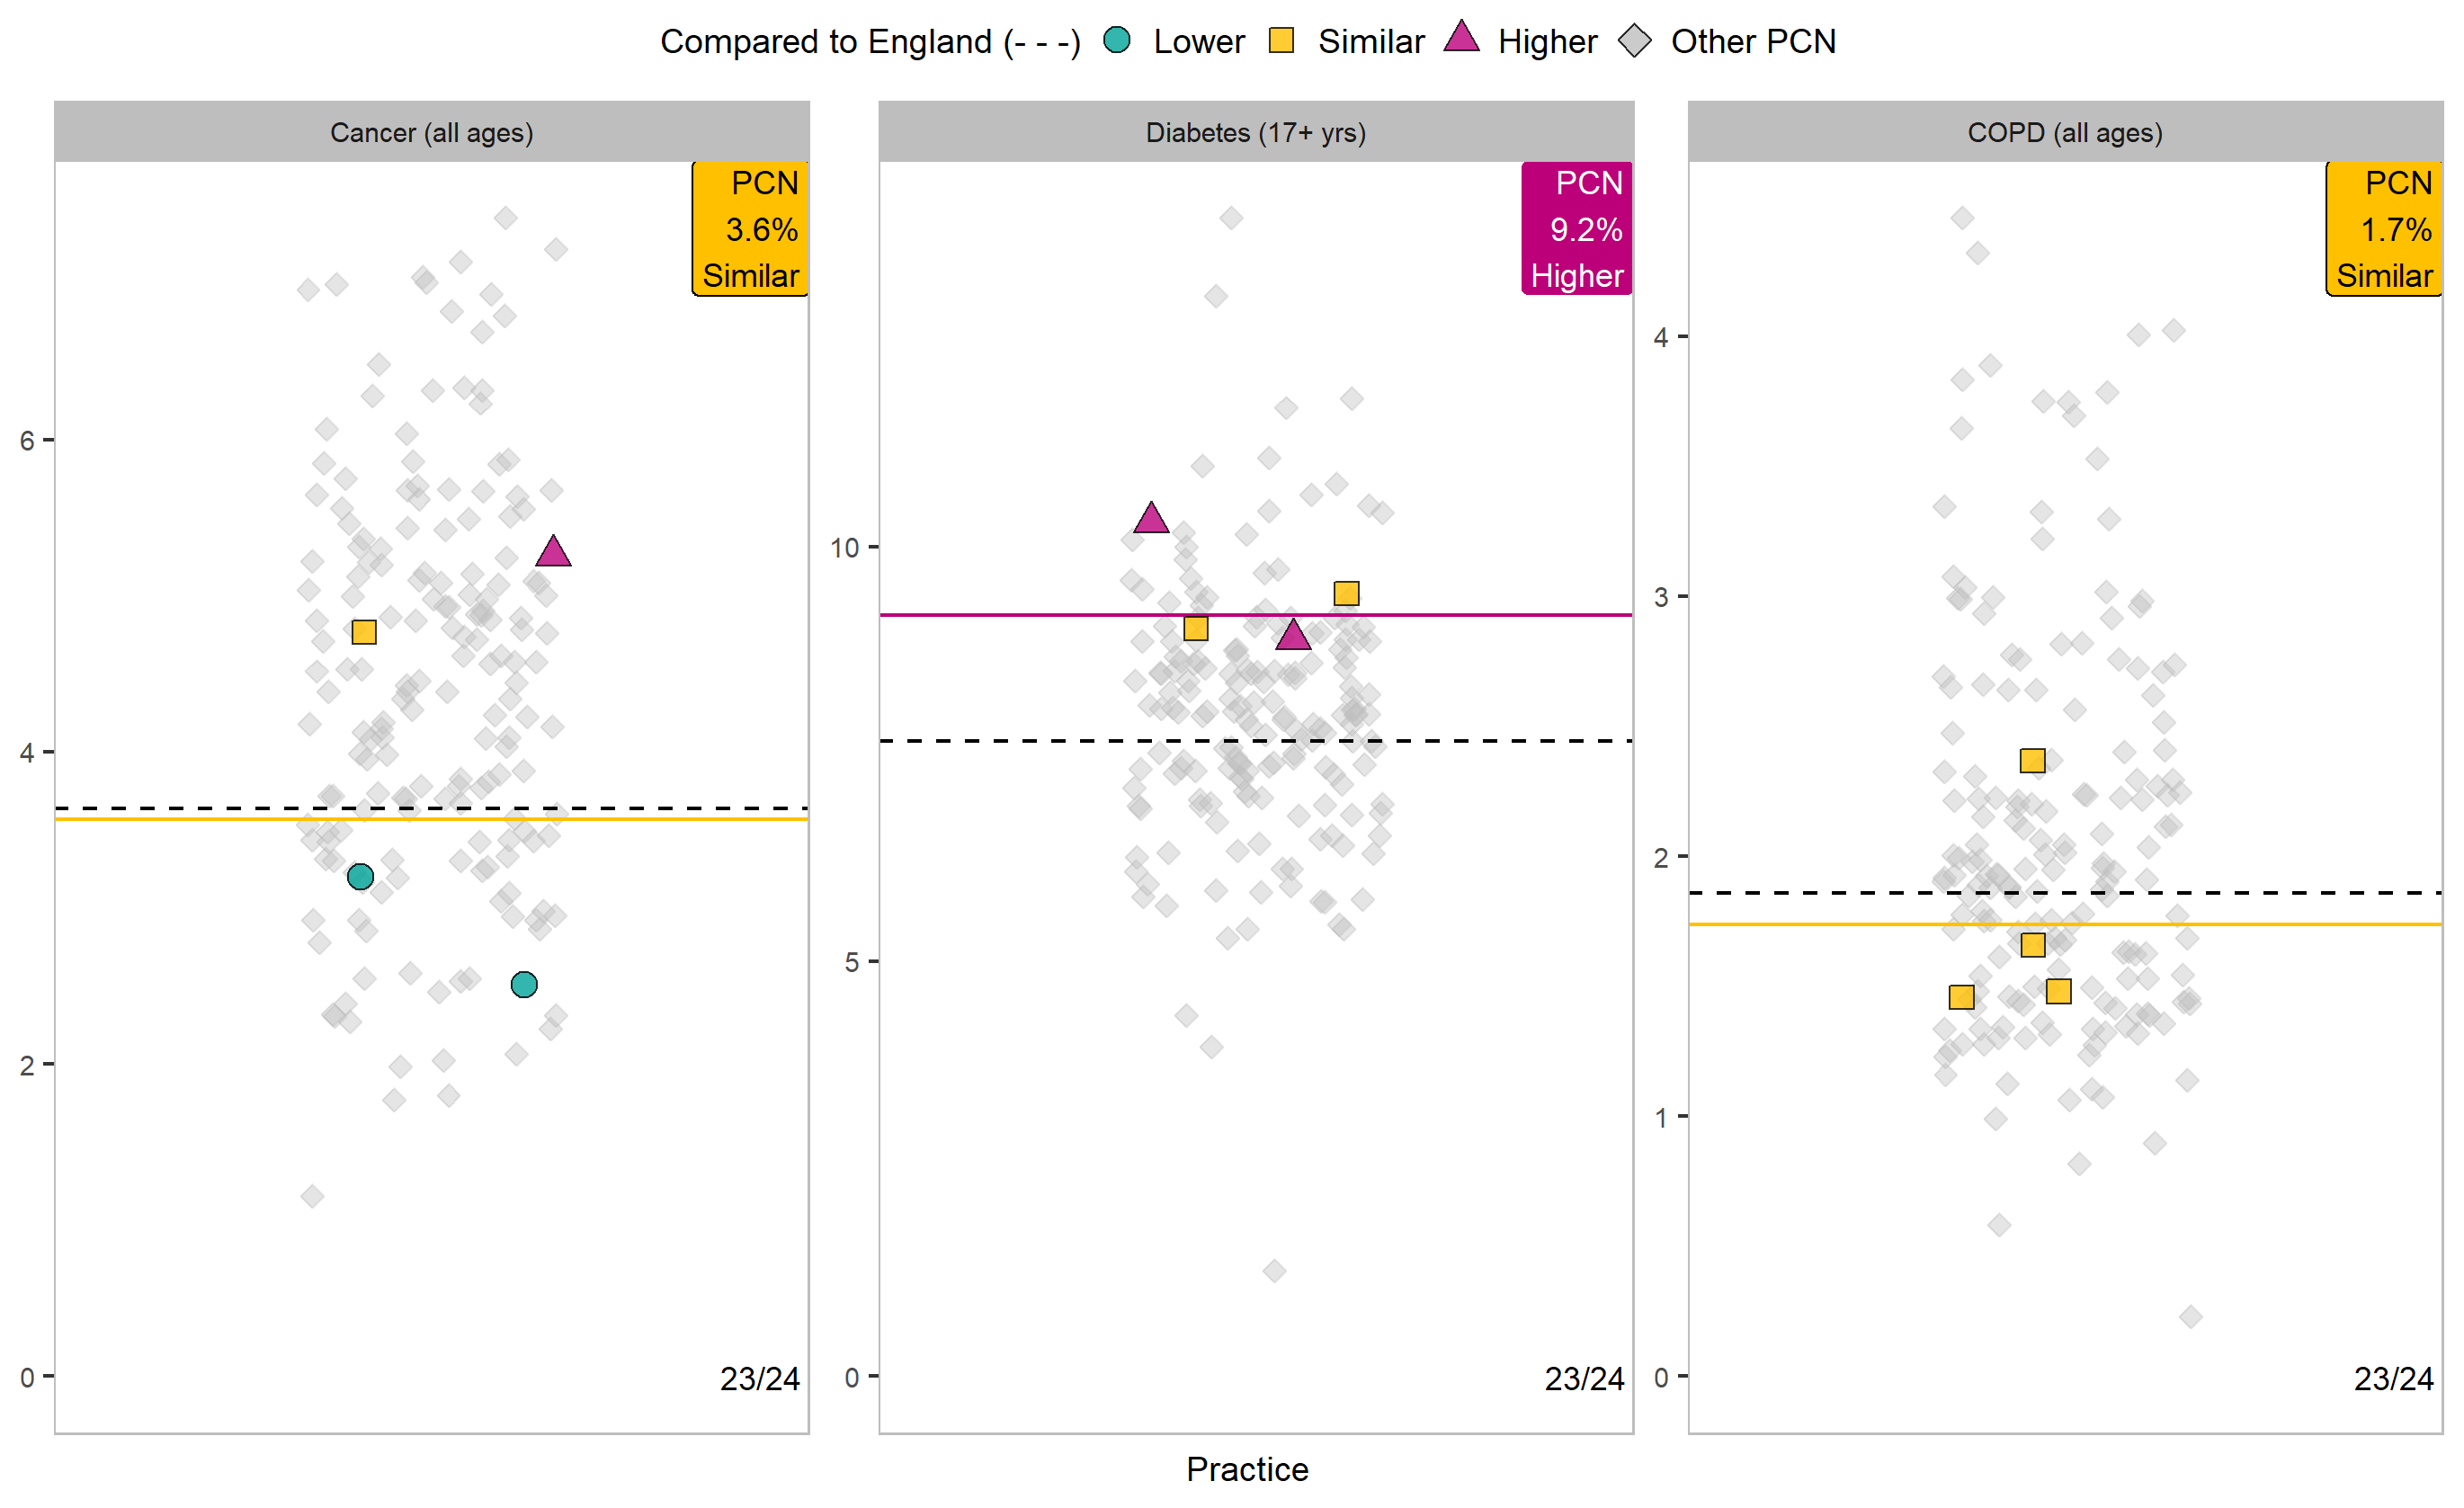 Compared to England (- - -) Lower Similar Higher Other PCN
Cancer (all ages)
PCN
3.6%
Similar
6
4
2
0
23/24
Diabetes (17+ yrs)
PCN
9.2%
Higher
10
5
0
23/24
COPD (all ages)
PCN
1.7%
Similar
4
3
2
1
0
23/24
Practice